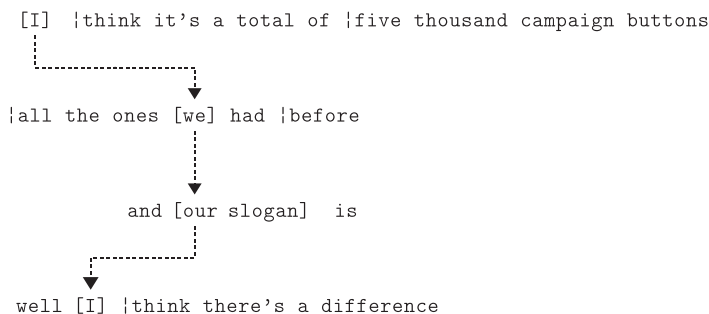 [I] ¦think it's a total of ¦five thousand campaign buttons
¦all the ones [we] had ¦before
and [our slogan] is
well [I] ¦think there's a difference